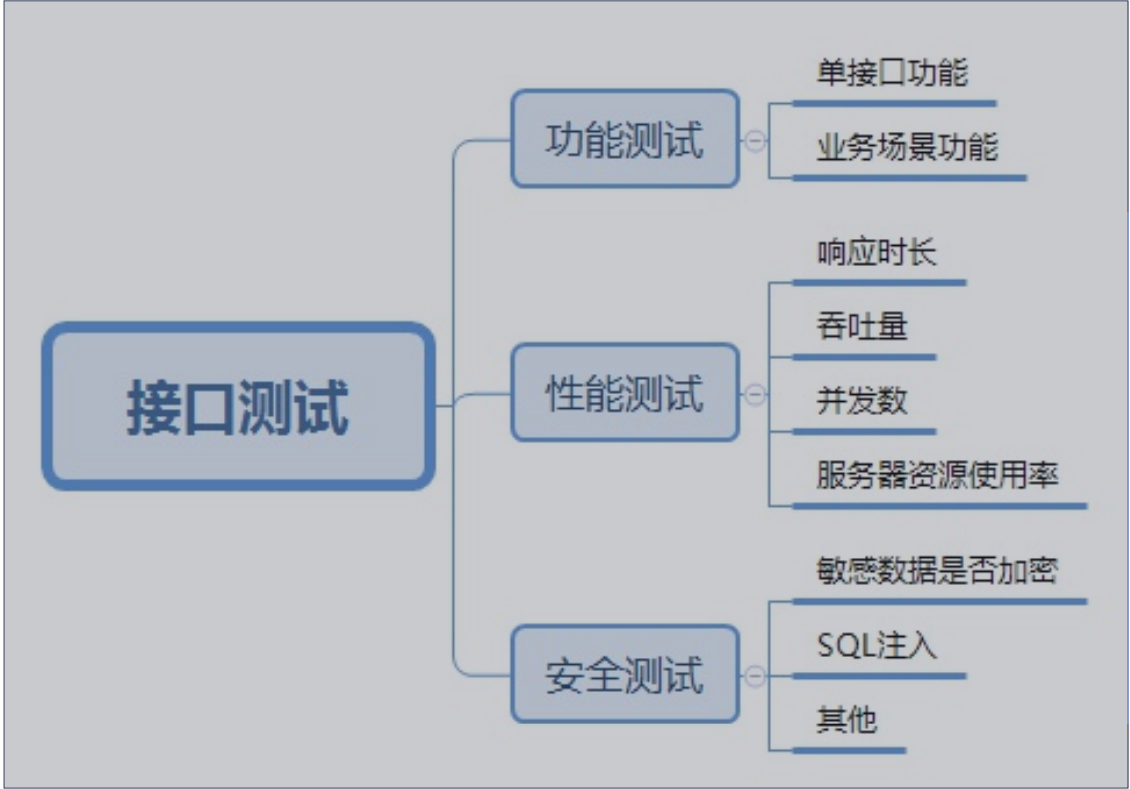 接口测试
功能测试
单接口功能
业务场景功能
性能测试
响应时长
吞吐量
并发数
服务器资源使用率
安全测试
敏感数据是否加密
SQL注入
其他